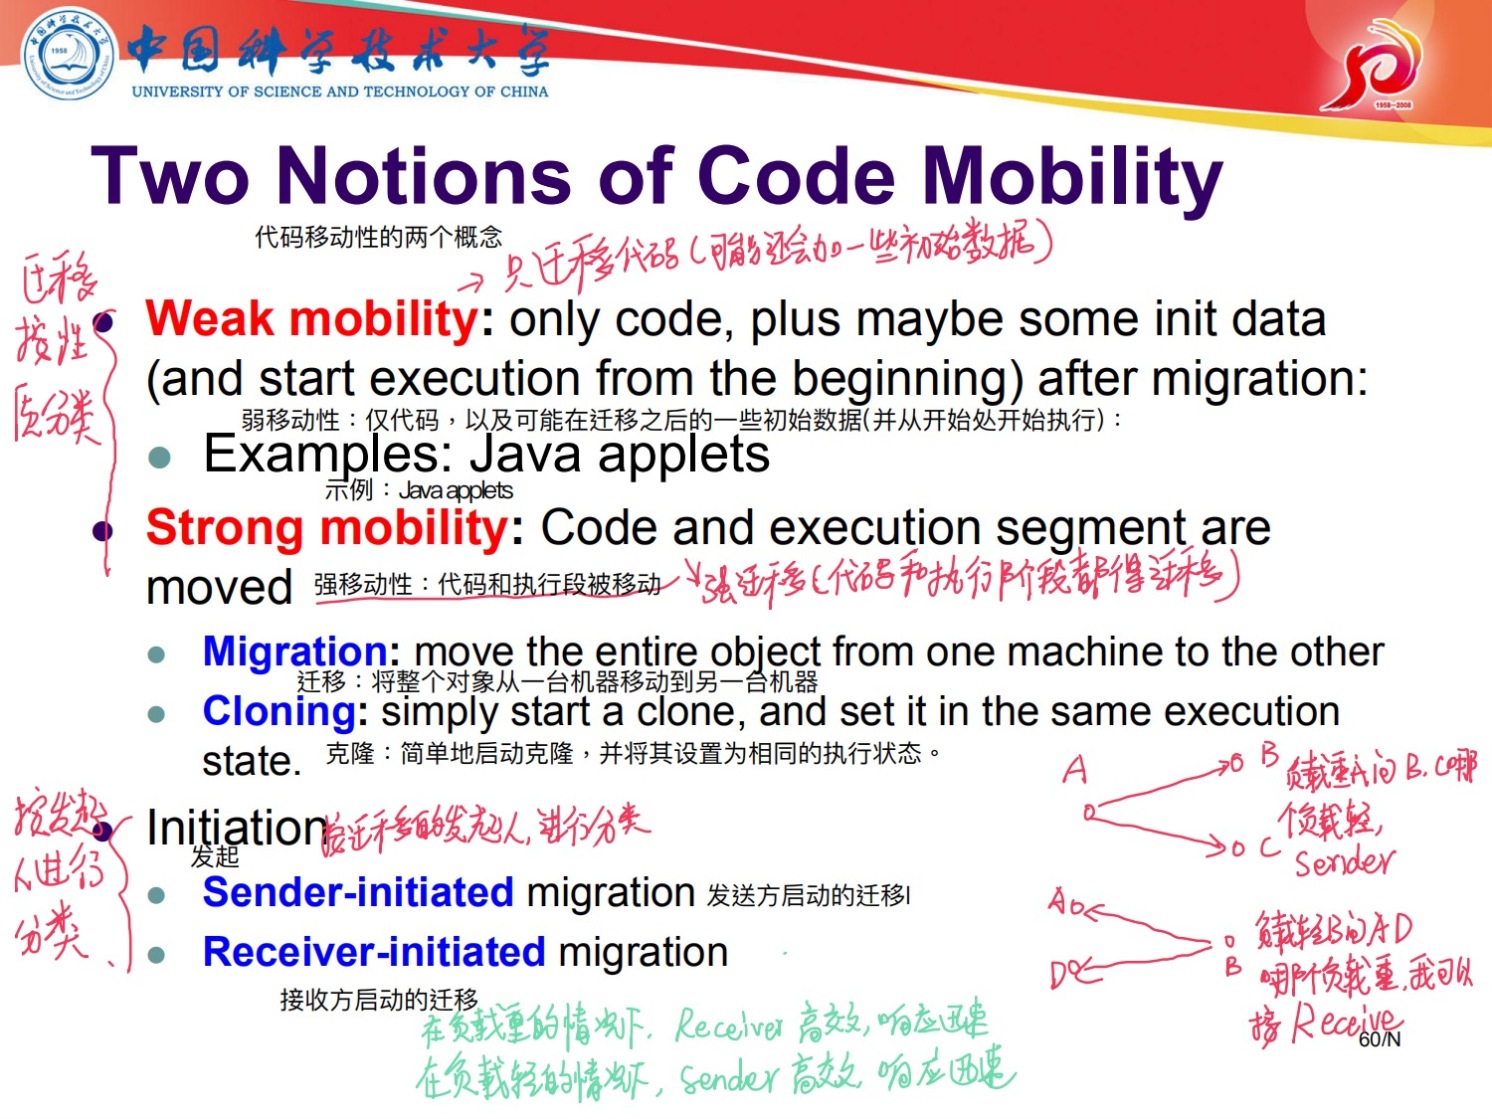 中国科学技术大学
UNIVERSITY OF SCIENCE AND TECHNOLOGY OF CHINA
1958
1958—2008
Two Notions of Code Mobility
代码移动性的两个概念
→ 只迁移代码(可能还会加一些初始数据)
迁移
按性
质分类
Weak mobility: only code, plus maybe some init data
(and start execution from the beginning) after migration:
弱移动性：仅代码，以及可能在迁移之后的一些初始数据(并从开始处开始执行)：
Examples: Java applets
示例：Java applets
Strong mobility: Code and execution segment are
moved
强移动性：代码和执行段被移动
强迁移(代码和执行阶段都得迁移)
Migration: move the entire object from one machine to the other
迁移：将整个对象从一台机器移动到另一台机器
Cloning: simply start a clone, and set it in the same execution
state.
克隆：简单地启动克隆，并将其设置为相同的执行状态。
按发起
人进行
分类
Initiation
按迁移的发起人,进行分类
发起
Sender-initiated migration
发送方启动的迁移
Receiver-initiated migration
接收方启动的迁移
A
B
C
负载重A问B.C哪
个负载轻,
Sender
A
D
B
负载轻B问A D
哪个负载重,我可以
接Receive
在负载重的情况下, Receiver 高效,响应迅速
在负载轻的情况下, Sender 高效 响应迅速
60/N